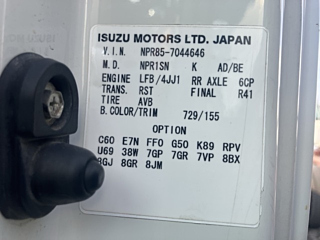 ISUZU MOTORS LTD. JAPAN
V.I.N. NPR85-7044646
M.D. NPR1SN K AD/BE
ENGINE LFB/4JJ1 RR AXLE 6CP
TRANS. RST FINAL R41
TIRE AVB
B.COLOR/TRIM 729/155
OPTION
C60 E7N FF0 G50 K89 RPV
U69 38W 7GP 7GR 7VP 8BX
8GJ 8GR 8JM